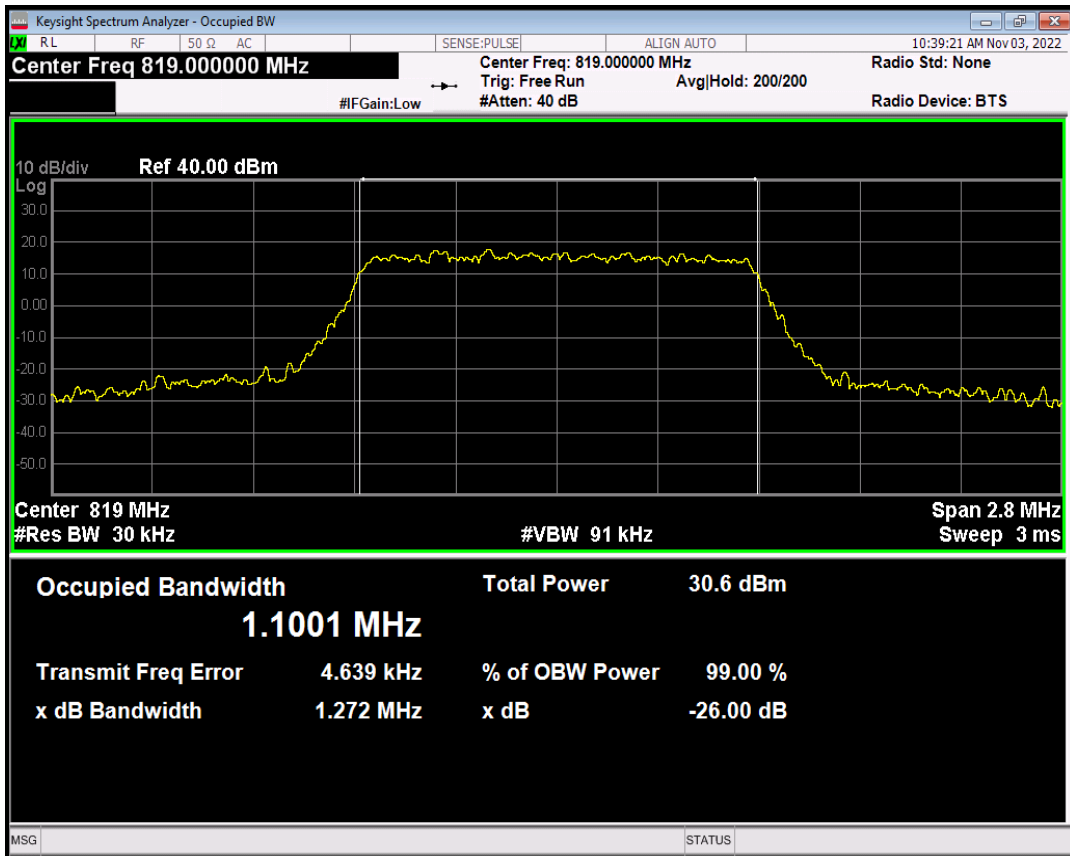 Keysight Spectrum Analyzer - Occupied BW
LXI RL RF 50 Ω AC SENSE:PULSE ALIGN AUTO 10:39:21 AM Nov 03, 2022
Center Freq 819.000000 MHz Center Freq: 819.000000 MHz Radio Std: None
Trig: Free Run Avg|Hold: 200/200
#IFGain:Low #Atten: 40 dB Radio Device: BTS
10 dB/div Ref 40.00 dBm
Log
30.0
20.0
10.0
0.00
-10.0
-20.0
-30.0
-40.0
-50.0
Center 819 MHz Span 2.8 MHz
#Res BW 30 kHz #VBW 91 kHz Sweep 3 ms
Occupied Bandwidth Total Power 30.6 dBm
1.1001 MHz
Transmit Freq Error 4.639 kHz % of OBW Power 99.00 %
x dB Bandwidth 1.272 MHz x dB -26.00 dB
MSG STATUS